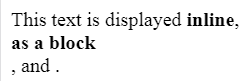 This text is displayed inline,
as a block
, and .